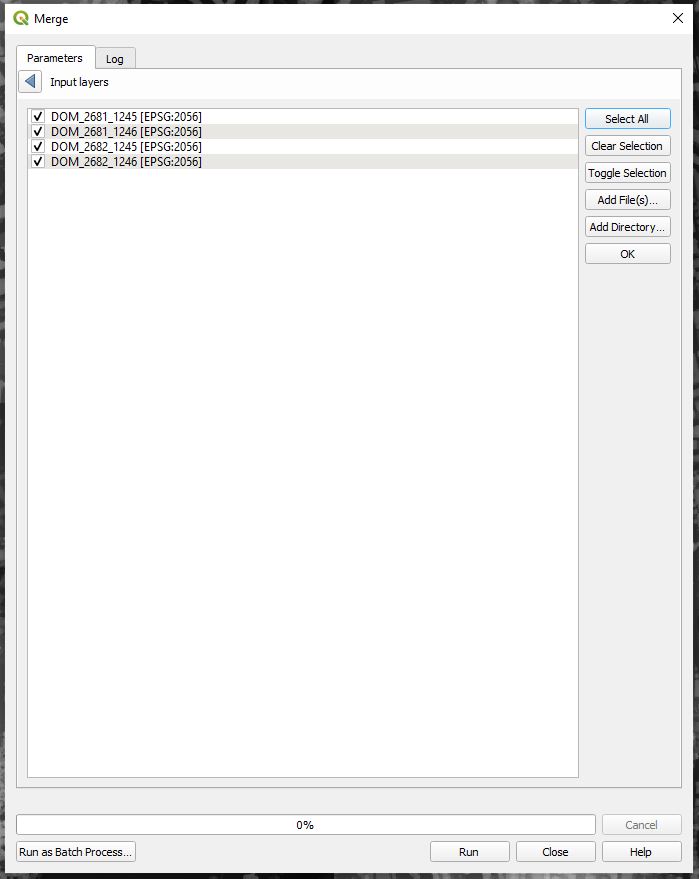 Merge
Parameters
Log
Input layers
DOM_2681_1245 [EPSG:2056]
DOM_2681_1246 [EPSG:2056]
DOM_2682_1245 [EPSG:2056]
DOM_2682_1246 [EPSG:2056]
Select All
Clear Selection
Toggle Selection
Add File(s)...
Add Directory...
OK
0%
Cancel
Run as Batch Process...
Run
Close
Help